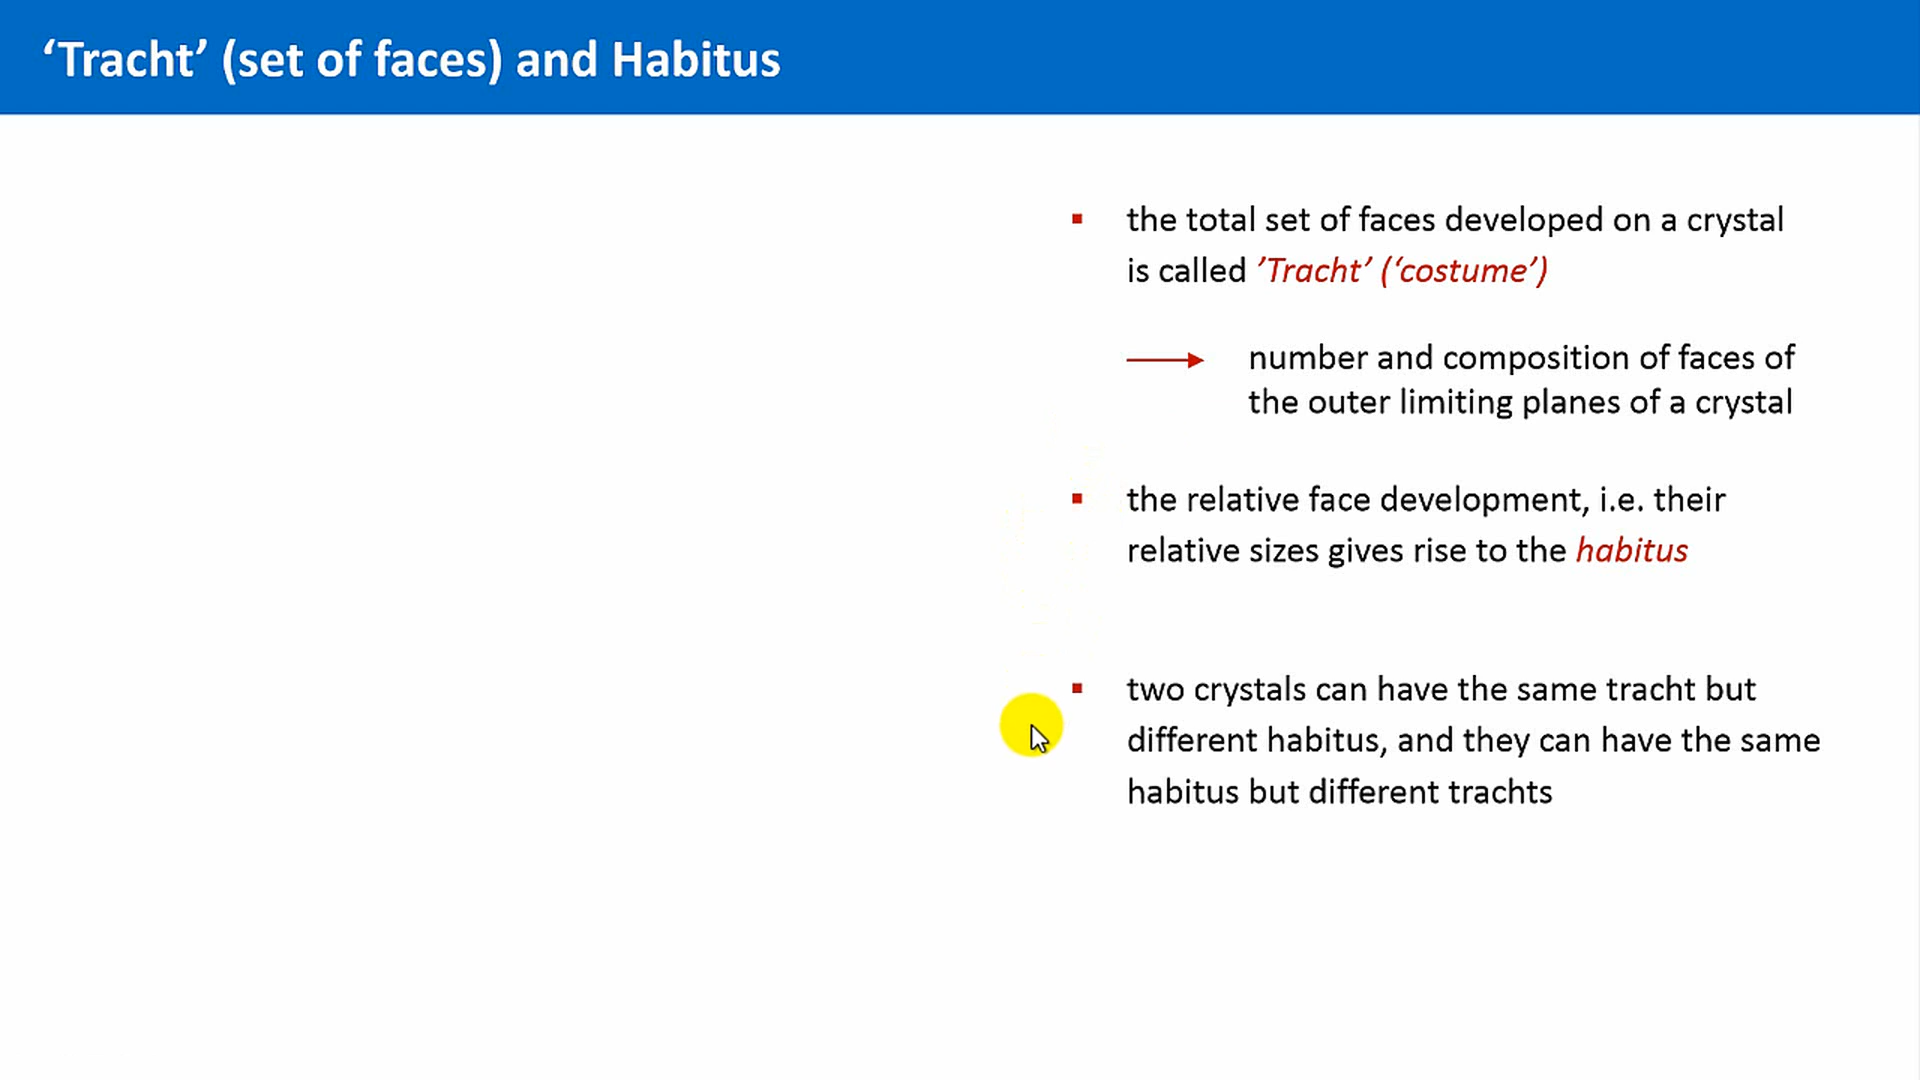 ‘Tracht’ (set of faces) and Habitus
the total set of faces developed on a crystal
is called ’Tracht’ (‘costume’)
number and composition of faces of
the outer limiting planes of a crystal
the relative face development, i.e. their
relative sizes gives rise to the habitus
two crystals can have the same tracht but
different habitus, and they can have the same
habitus but different trachts